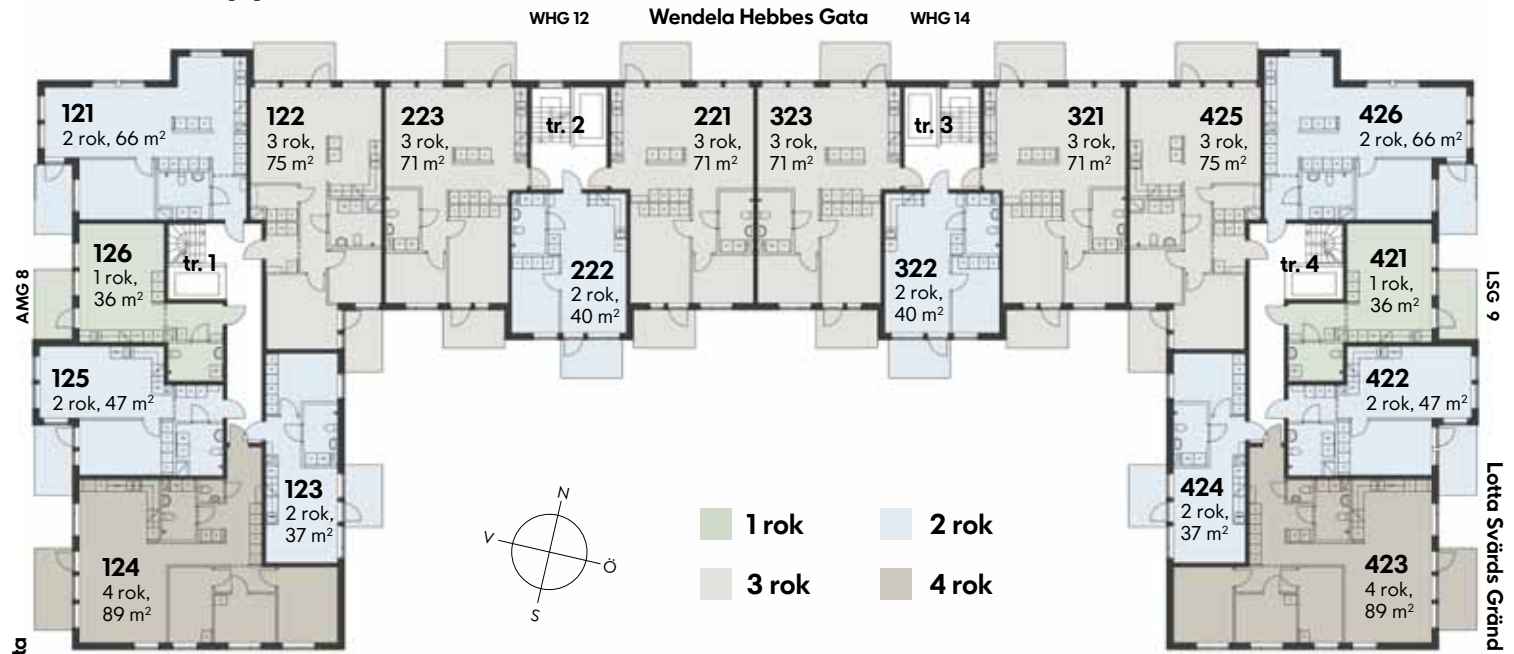 WHG 12
Wendela Hebbes Gata
WHG 14
121
2 rok, 66 m²
122
3 rok,
75 m²
223
3 rok,
71 m²
tr. 2
221
3 rok,
71 m²
323
3 rok,
71 m²
tr. 3
321
3 rok,
71 m²
425
3 rok,
75 m²
426
2 rok, 66 m²
126
1 rok,
36 m²
tr. 1
222
2 rok,
40 m²
322
2 rok,
40 m²
tr. 4
421
1 rok,
36 m²
AMG 8
LSG 9
125
2 rok, 47 m²
422
2 rok, 47 m²
123
2 rok,
37 m²
424
2 rok,
37 m²
124
4 rok,
89 m²
423
4 rok,
89 m²
N
V
Ö
S
1 rok
2 rok
3 rok
4 rok
Lotta Svärds Gränd
ta